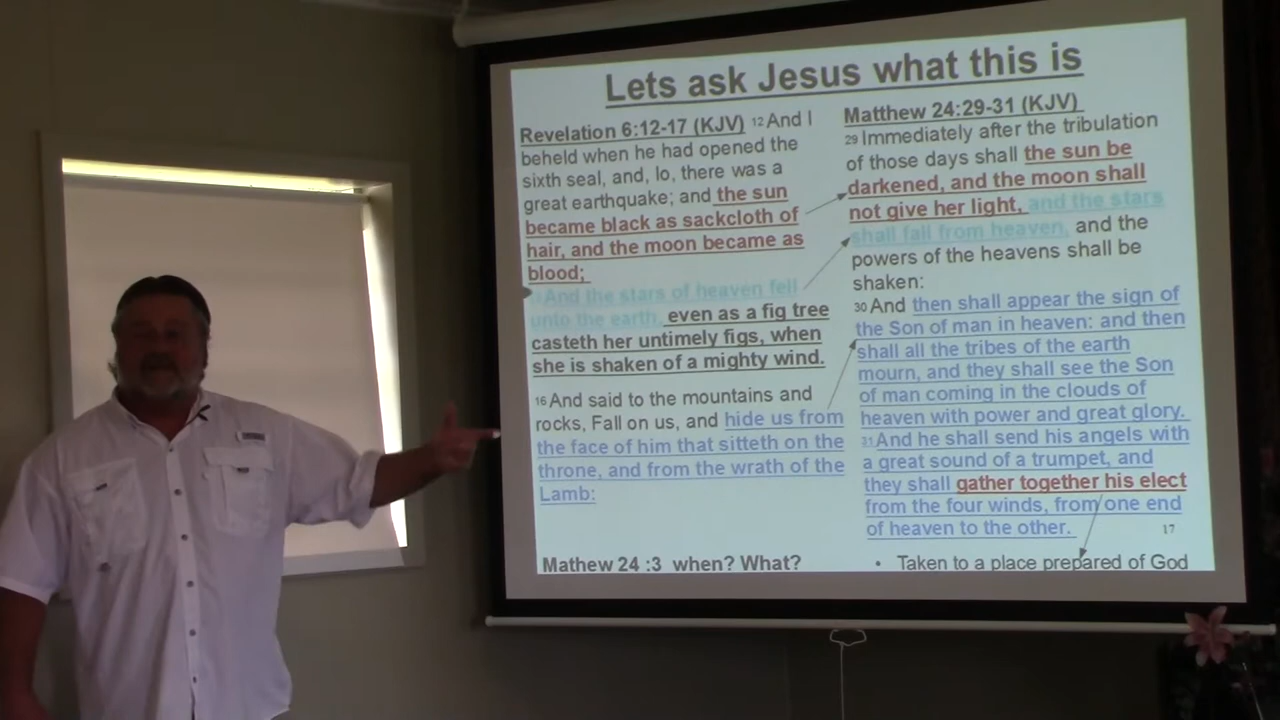 Lets ask Jesus what this is
Revelation 6:12-17 (KJV) 12 And I
beheld when he had opened the
sixth seal, and, lo, there was a
great earthquake; and the sun
became black as sackcloth of
hair, and the moon became as
blood;
13 And the stars of heaven fell
unto the earth, even as a fig tree
casteth her untimely figs, when
she is shaken of a mighty wind.
16 And said to the mountains and
rocks, Fall on us, and hide us from
the face of him that sitteth on the
throne, and from the wrath of the
Lamb:
Mathew 24 :3 when? What?
Matthew 24:29-31 (KJV)
29 Immediately after the tribulation
of those days shall the sun be
darkened, and the moon shall
not give her light, and the stars
shall fall from heaven, and the
powers of the heavens shall be
shaken:
30 And then shall appear the sign of
the Son of man in heaven: and then
shall all the tribes of the earth
mourn, and they shall see the Son
of man coming in the clouds of
heaven with power and great glory.
31 And he shall send his angels with
a great sound of a trumpet, and
they shall gather together his elect
from the four winds, from one end
of heaven to the other.
17
• Taken to a place prepared of God